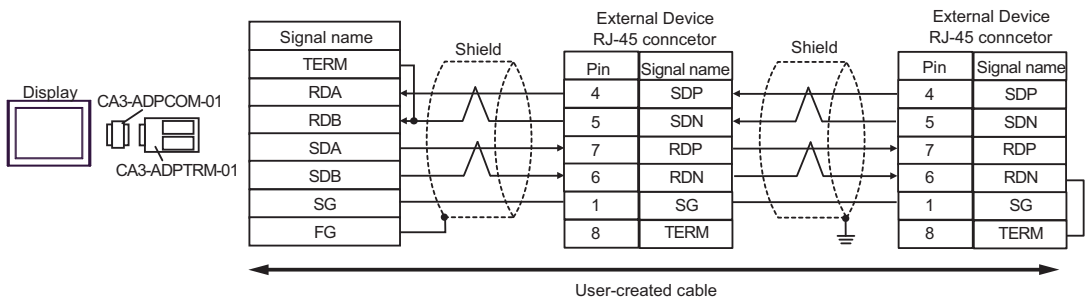 External Device
RJ-45 conncetor
External Device
RJ-45 conncetor
Signal name
Shield
Shield
TERM
Pin Signal name
Pin Signal name
Display
CA3-ADPCOM-01
CA3-ADPTRM-01
RDA 4 SDP 4 SDP
RDB 5 SDN 5 SDN
SDA 7 RDP 7 RDP
SDB 6 RDN 6 RDN
SG 1 SG 1 SG
FG 8 TERM 8 TERM
User-created cable